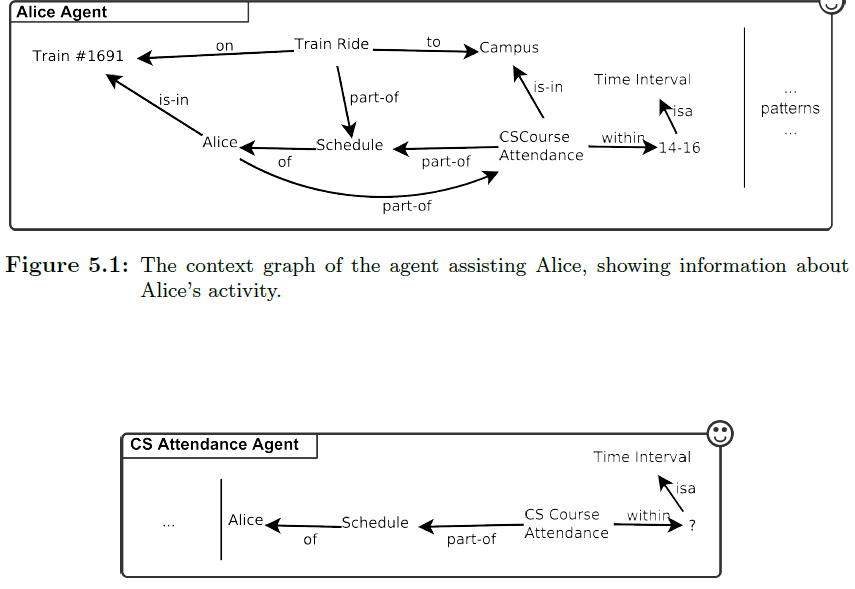 Alice Agent
Train #1691
on
Train Ride
to
Campus
Time Interval
is-in
part-of
is-in
isa
...
patterns
...
Alice
of
Schedule
part-of
CSCourse
Attendance
within
14-16
part-of
Figure 5.1: The context graph of the agent assisting Alice, showing information about
Alice's activity.
CS Attendance Agent
Time Interval
isa
...
Alice
of
Schedule
part-of
CS Course
Attendance
within
?